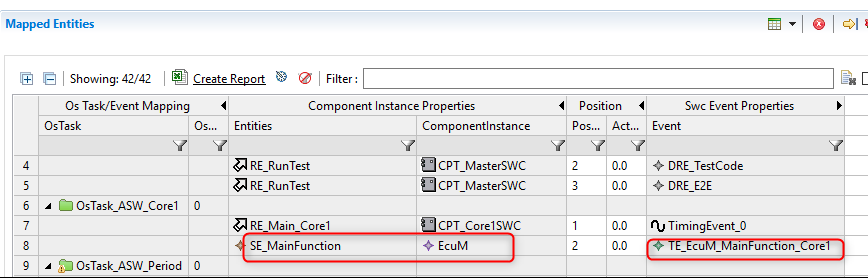 Mapped Entities
Showing: 42/42 Create Report Filter :
Os Task/Event Mapping Component Instance Properties Position Swc Event Properties
OsTask Os... Entities ComponentInstance Pos... Act... Event
4 RE_RunTest CPT_MasterSWC 2 0.0 DRE_TestCode
5 RE_RunTest CPT_MasterSWC 3 0.0 DRE_E2E
6 OsTask_ASW_Core1 0
7 RE_Main_Core1 CPT_Core1SWC 1 0.0 TimingEvent_0
8 SE_MainFunction EcuM 2 0.0 TE_EcuM_MainFunction_Core1
9 OsTask_ASW_Period 0